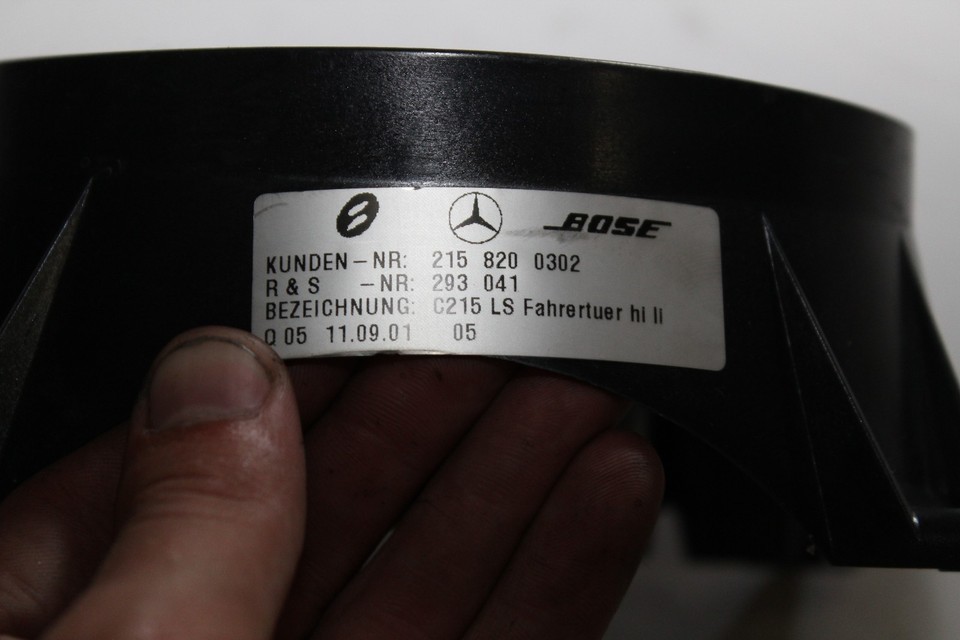 BOSE
KUNDEN-NR: 215 820 0302
R & S -NR: 293 041
BEZEICHNUNG: C215 LS Fahrertuer hi li
Q 05 11.09.01 05